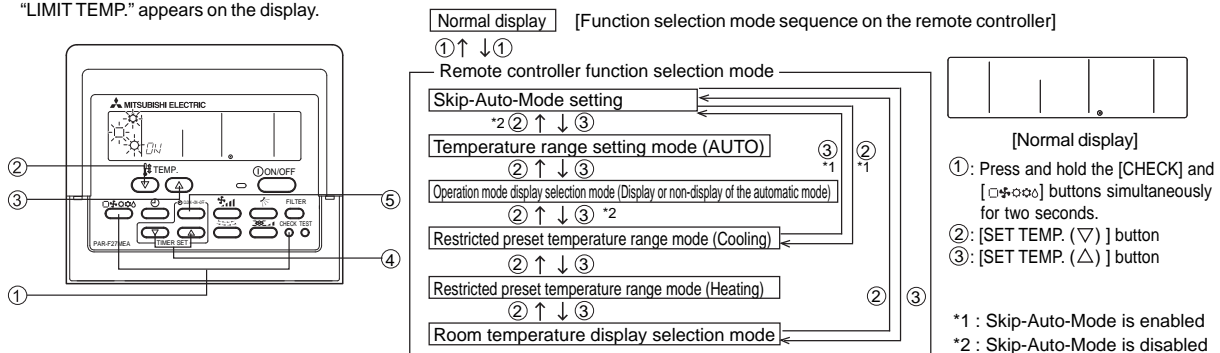 “LIMIT TEMP.” appears on the display.
MITSUBISHI ELECTRIC
ON
TEMP.
ON/OFF
FILTER
CHECK TEST
PAR-F27MEA
TIMER SET
②
③
①
⑤
④
Normal display [Function selection mode sequence on the remote controller]
①↑ ↓①
Remote controller function selection mode
Skip-Auto-Mode setting
*2 ② ↑ ↓ ③
Temperature range setting mode (AUTO)
② ↑ ↓ ③
Operation mode display selection mode (Display or non-display of the automatic mode)
② ↑ ↓ ③ *2
Restricted preset temperature range mode (Cooling)
② ↑ ↓ ③
Restricted preset temperature range mode (Heating)
② ↑ ↓ ③
Room temperature display selection mode
③ ②
*1 *1
② ③
[Normal display]
①: Press and hold the [CHECK] and
[ ] buttons simultaneously
for two seconds.
②: [SET TEMP. (▽) ] button
③: [SET TEMP. (△) ] button
*1 : Skip-Auto-Mode is enabled
*2 : Skip-Auto-Mode is disabled